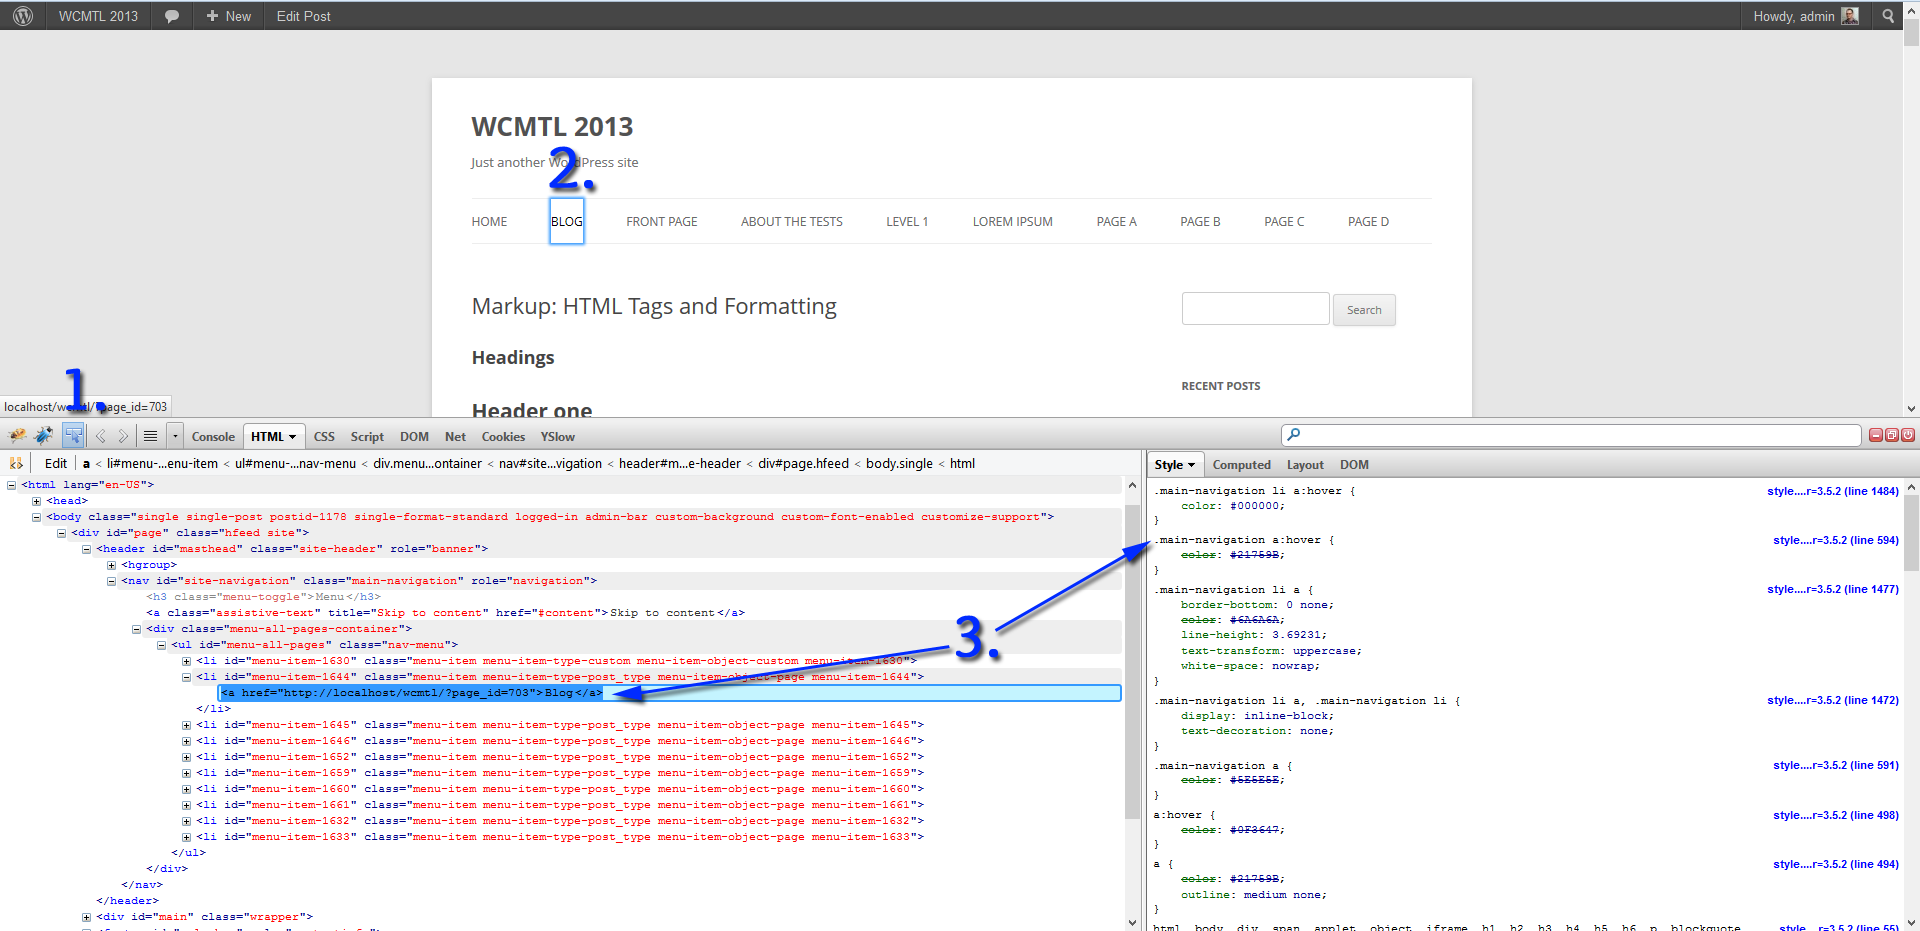 WCMTL 2013 + New Edit Post Howdy, admin
WCMTL 2013
Just another WordPress site
2.
HOME BLOG FRONT PAGE ABOUT THE TESTS LEVEL 1 LOREM IPSUM PAGE A PAGE B PAGE C PAGE D
Markup: HTML Tags and Formatting
Search
Headings
RECENT POSTS
Header one
1.
localhost/wcmtl/?page_id=703
Console HTML CSS Script DOM Net Cookies YSlow
Edit a < li#menu-...enu-item < ul#menu-...nav-menu < div.menu...ontainer < nav#site...vigation < header#m...e-header < div#page.hfeed < body.single < html
<html lang="en-US">
<head>
<body class="single single-post postid-1178 single-format-standard logged-in admin-bar custom-background custom-font-enabled customize-support">
<div id="page" class="hfeed site">
<header id="masthead" class="site-header" role="banner">
<hgroup>
<nav id="site-navigation" class="main-navigation" role="navigation">
<h3 class="menu-toggle">Menu</h3>
<a class="assistive-text" title="Skip to content" href="#content">Skip to content</a>
<div class="menu-all-pages-container">
<ul id="menu-all-pages" class="nav-menu">
3.
<li id="menu-item-1630" class="menu-item menu-item-type-custom menu-item-object-custom menu-item-1630">
<li id="menu-item-1644" class="menu-item menu-item-type-post_type menu-item-object-page menu-item-1644">
<a href="http://localhost/wcmtl/?page_id=703">Blog</a>
</li>
<li id="menu-item-1645" class="menu-item menu-item-type-post_type menu-item-object-page menu-item-1645">
<li id="menu-item-1646" class="menu-item menu-item-type-post_type menu-item-object-page menu-item-1646">
<li id="menu-item-1652" class="menu-item menu-item-type-post_type menu-item-object-page menu-item-1652">
<li id="menu-item-1659" class="menu-item menu-item-type-post_type menu-item-object-page menu-item-1659">
<li id="menu-item-1660" class="menu-item menu-item-type-post_type menu-item-object-page menu-item-1660">
<li id="menu-item-1661" class="menu-item menu-item-type-post_type menu-item-object-page menu-item-1661">
<li id="menu-item-1632" class="menu-item menu-item-type-post_type menu-item-object-page menu-item-1632">
<li id="menu-item-1633" class="menu-item menu-item-type-post_type menu-item-object-page menu-item-1633">
</ul>
</div>
</nav>
</header>
<div id="main" class="wrapper">
Style Computed Layout DOM
.main-navigation li a:hover { style....r=3.5.2 (line 1484)
color: #000000;
}
.main-navigation a:hover { style....r=3.5.2 (line 594)
color: #21759B;
}
.main-navigation li a { style....r=3.5.2 (line 1477)
border-bottom: 0 none;
color: #6A6A6A;
line-height: 3.69231;
text-transform: uppercase;
white-space: nowrap;
}
.main-navigation li a, .main-navigation li { style....r=3.5.2 (line 1472)
display: inline-block;
text-decoration: none;
}
.main-navigation a { style....r=3.5.2 (line 591)
color: #5E5E5E;
}
a:hover { style....r=3.5.2 (line 498)
color: #0F3647;
}
a { style....r=3.5.2 (line 494)
color: #21759B;
outline: medium none;
}
html, body, div, span, applet, object, iframe, h1, h2, h3, h4, h5, h6, p, blockquote, style....r=3.5.2 (line 55)